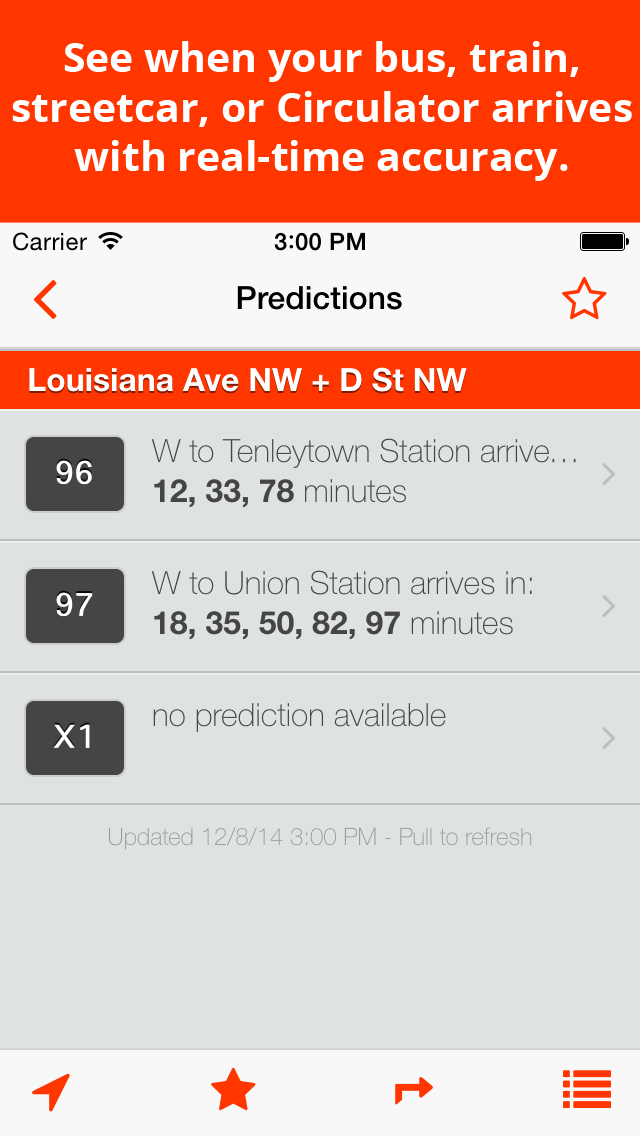 See when your bus, train,
streetcar, or Circulator arrives
with real-time accuracy.
Carrier 3:00 PM
Predictions
Louisiana Ave NW + D St NW
96
W to Tenleytown Station arrive...
12, 33, 78 minutes
97
W to Union Station arrives in:
18, 35, 50, 82, 97 minutes
X1
no prediction available
Updated 12/8/14 3:00 PM - Pull to refresh